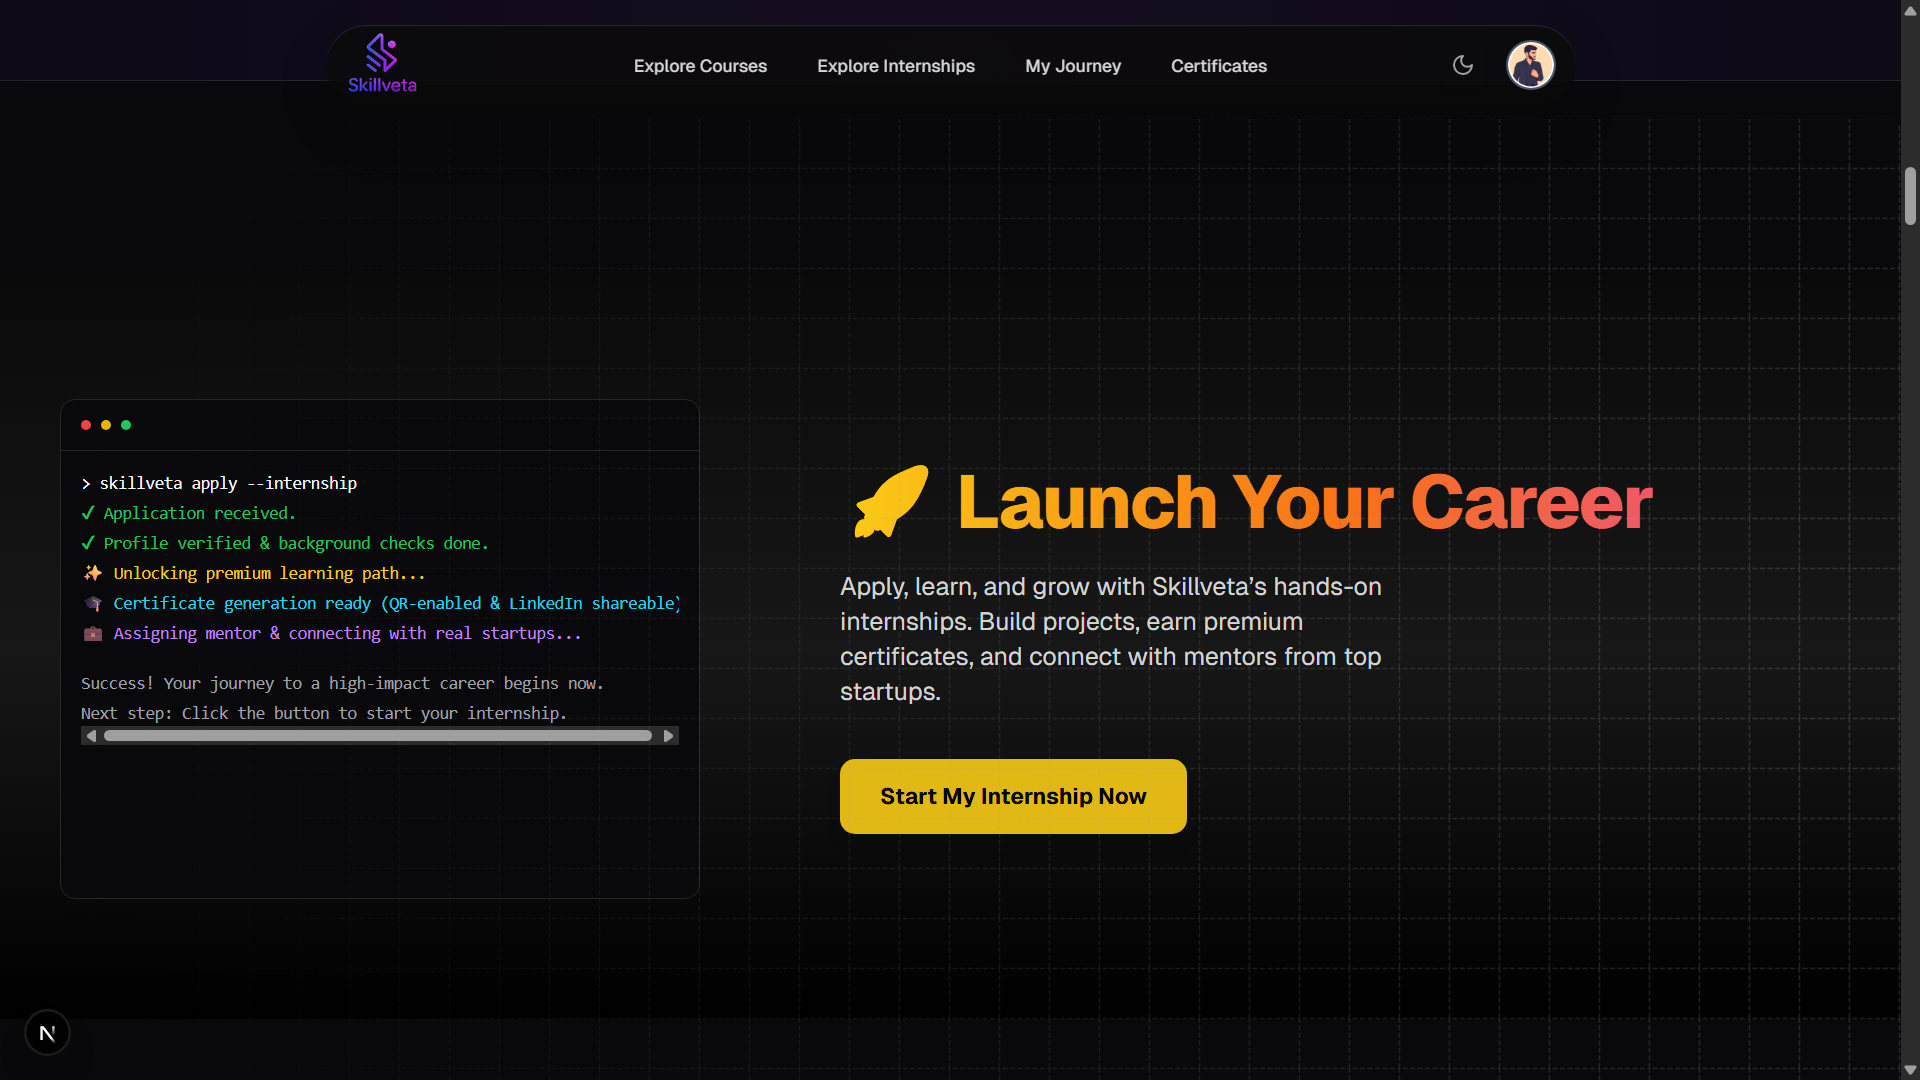 Skillveta
Explore Courses
Explore Internships
My Journey
Certificates
> skillveta apply --internship
✓ Application received.
✓ Profile verified & background checks done.
✨ Unlocking premium learning path...
🎓 Certificate generation ready (QR-enabled & LinkedIn shareable)
💼 Assigning mentor & connecting with real startups...
Success! Your journey to a high-impact career begins now.
Next step: Click the button to start your internship.
Launch Your Career
Apply, learn, and grow with Skillveta’s hands-on
internships. Build projects, earn premium
certificates, and connect with mentors from top
startups.
Start My Internship Now
N